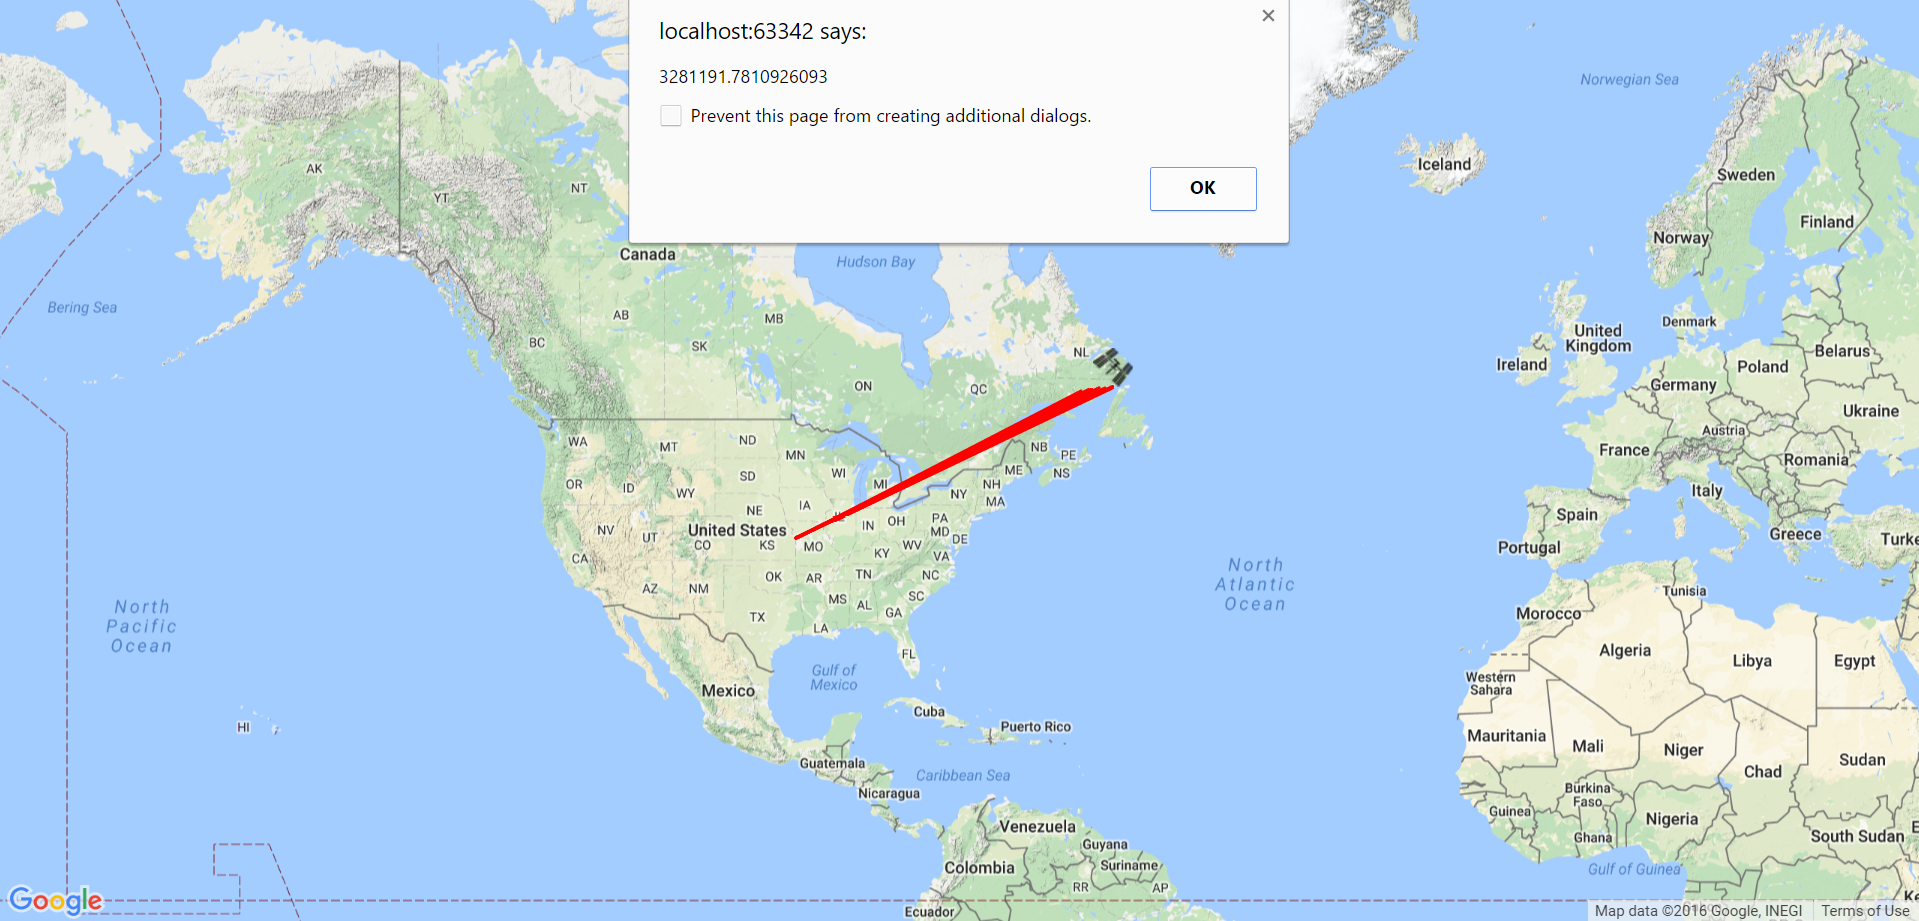 localhost:63342 says:
3281191.7810926093
Prevent this page from creating additional dialogs.
OK
Norwegian Sea
Iceland
Sweden
Finland
Norway
AK
YT
NT
Canada
Hudson Bay
Bering Sea
AB
MB
SK
BC
NL
ON
QC
Denmark
United
Kingdom
Ireland
Belarus
Poland
Germany
Ukraine
Austria
France
Romania
Italy
Spain
Greece
Portugal
Turke
WA
MT
ND
MN
NB
PE
NS
ME
OR
ID
SD
WI
MI
WY
NY
NH
MA
NE
IA
IL
IN
OH
PA
MD
DE
NV
UT
United States
CO
KS
MO
KY
WV
VA
CA
OK
AR
TN
NC
AZ
NM
MS
AL
SC
GA
TX
LA
FL
North
Pacific
Ocean
North
Atlantic
Ocean
Gulf of
Mexico
Mexico
HI
Cuba
Puerto Rico
Guatemala
Caribbean Sea
Nicaragua
Venezuela
Guyana
Colombia
Suriname
RR
AP
Ecuador
Tunisia
Morocco
Algeria
Libya
Egypt
Western
Sahara
Mauritania
Mali
Niger
Chad
Sudan
Burkina
Faso
Guinea
Nigeria
Ghana
South Sudan
E
Gulf of Guinea
Ke
Google
Map data ©2016 Google, INEGI
Terms of Use